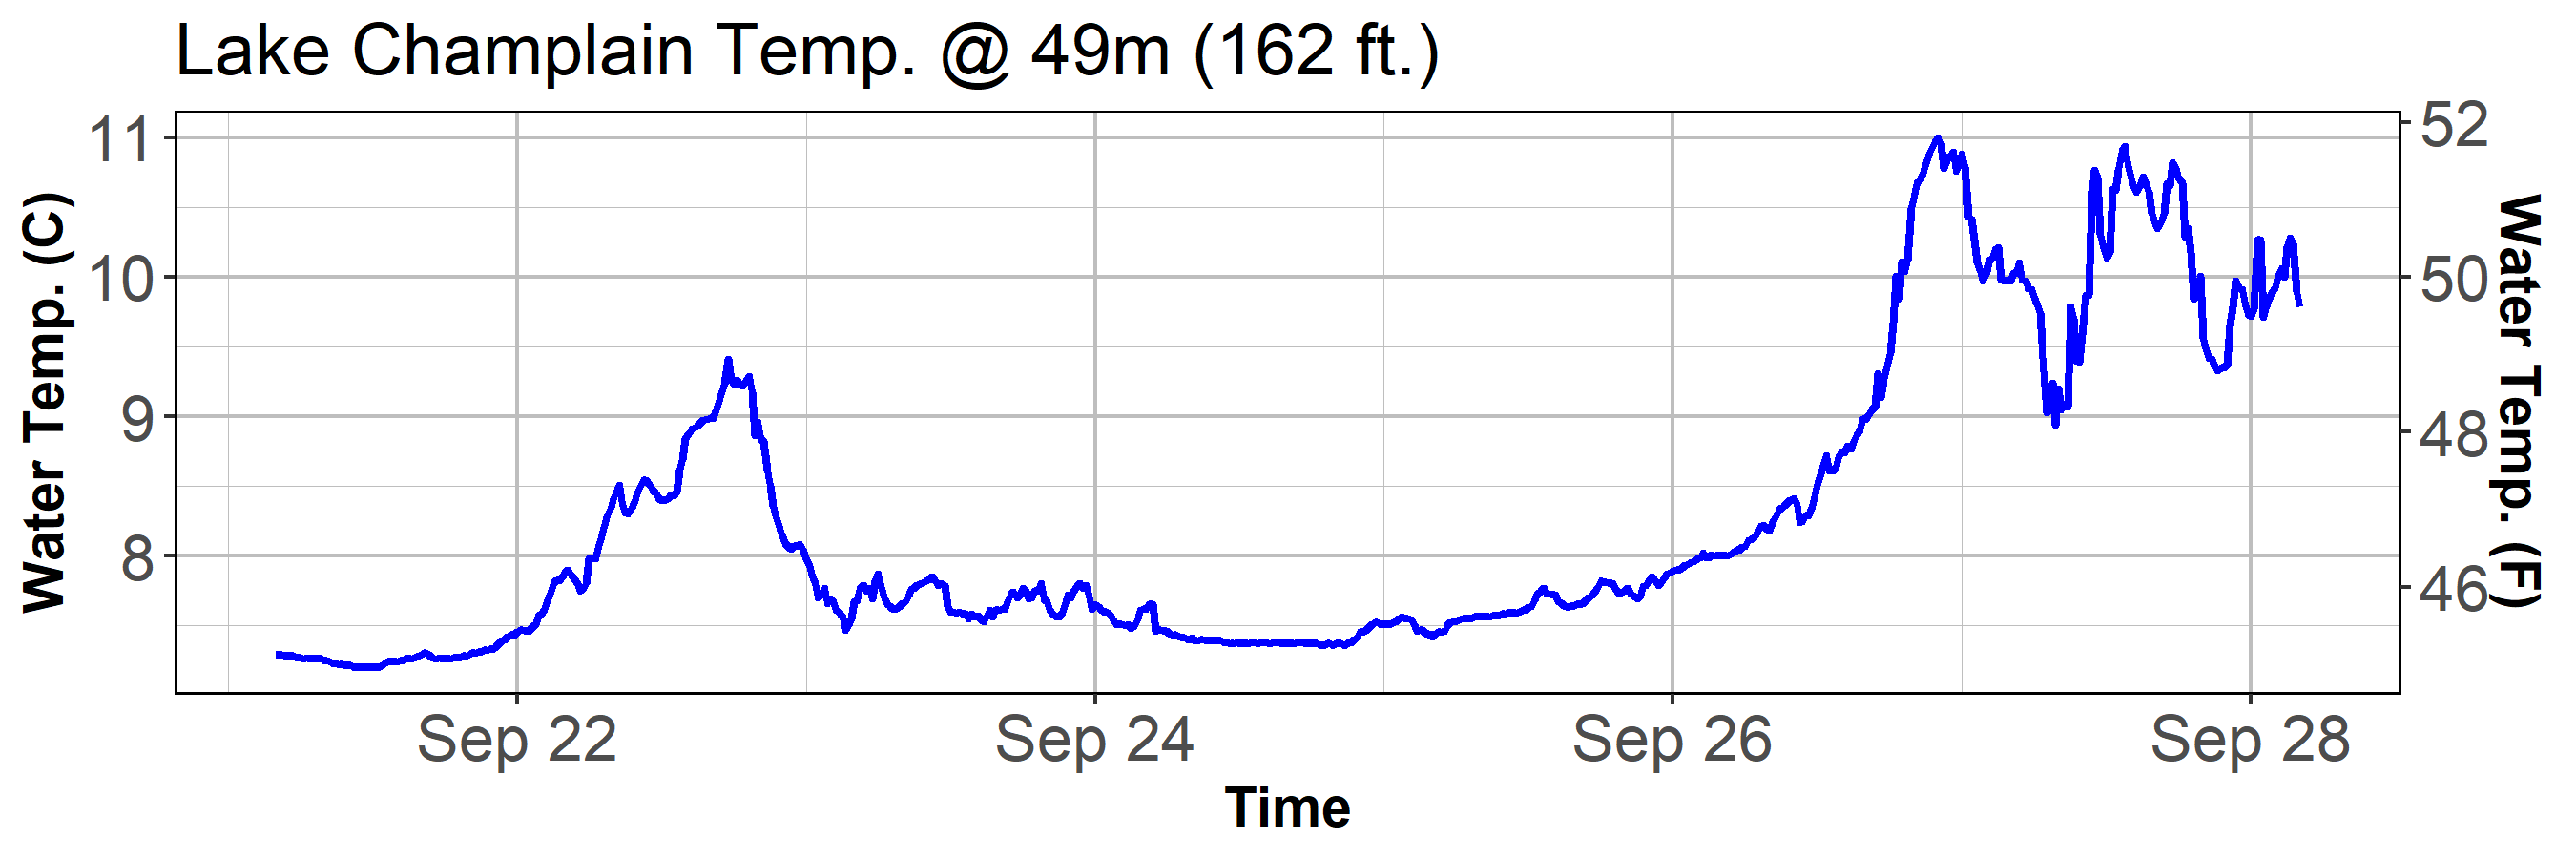 Lake Champlain Temp. @ 49m (162 ft.)
Water Temp. (C)
11
10
9
8
52
50
48
46
Water Temp. (F)
Sep 22 Sep 24 Sep 26 Sep 28
Time